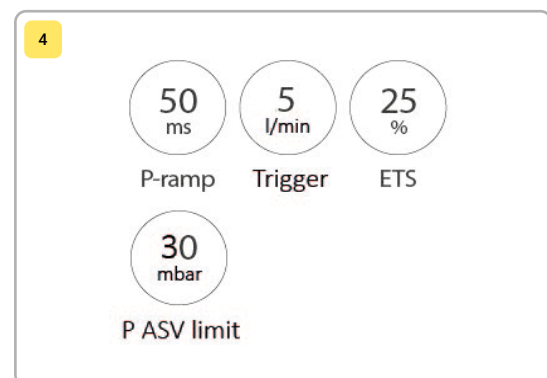 4
50 5 25
ms l/min %
P-ramp Trigger ETS
30
mbar
P ASV limit